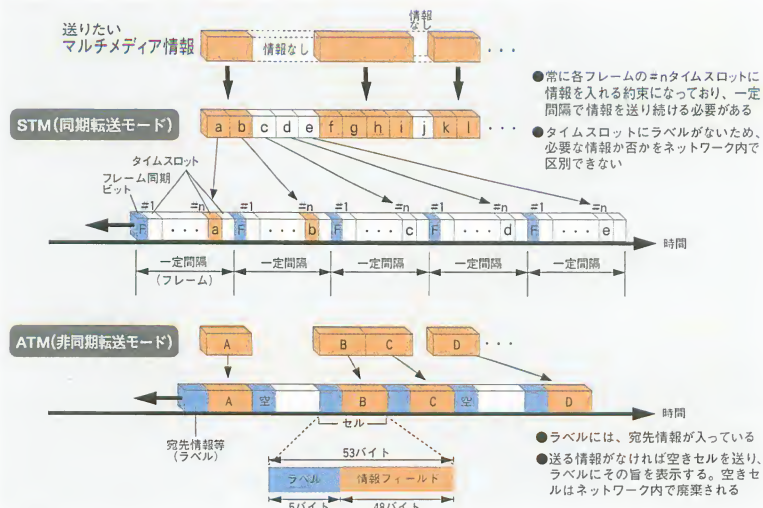 送りたい
マルチメディア情報
情報なし
情報
なし
・・・
STM(同期転送モード)
a b c d e f g h i j k l ・・・
●常に各フレームの#nタイムスロットに
情報を入れる約束になっており、一定
間隔で情報を送り続ける必要がある
●タイムスロットにラベルがないため、
必要な情報か否かをネットワーク内で
区別できない
タイムスロット
フレーム同期
ビット
#1 #n #1 #n #1 #n #1 #n #1 #n
F ・・・ a F ・・・ b F ・・・ c F ・・・ d F ・・・ e
時間
一定間隔 一定間隔 一定間隔 一定間隔 一定間隔
(フレーム)
ATM(非同期転送モード)
A B C D ・・・
A 空 B C 空 D
時間
宛先情報等
(ラベル)
セル
53バイト
ラベル 情報フィールド
5バイト 48バイト
●ラベルには、宛先情報が入っている
●送る情報がなければ空きセルを送り、
ラベルにその旨を表示する。空きセ
ルはネットワーク内で廃棄される